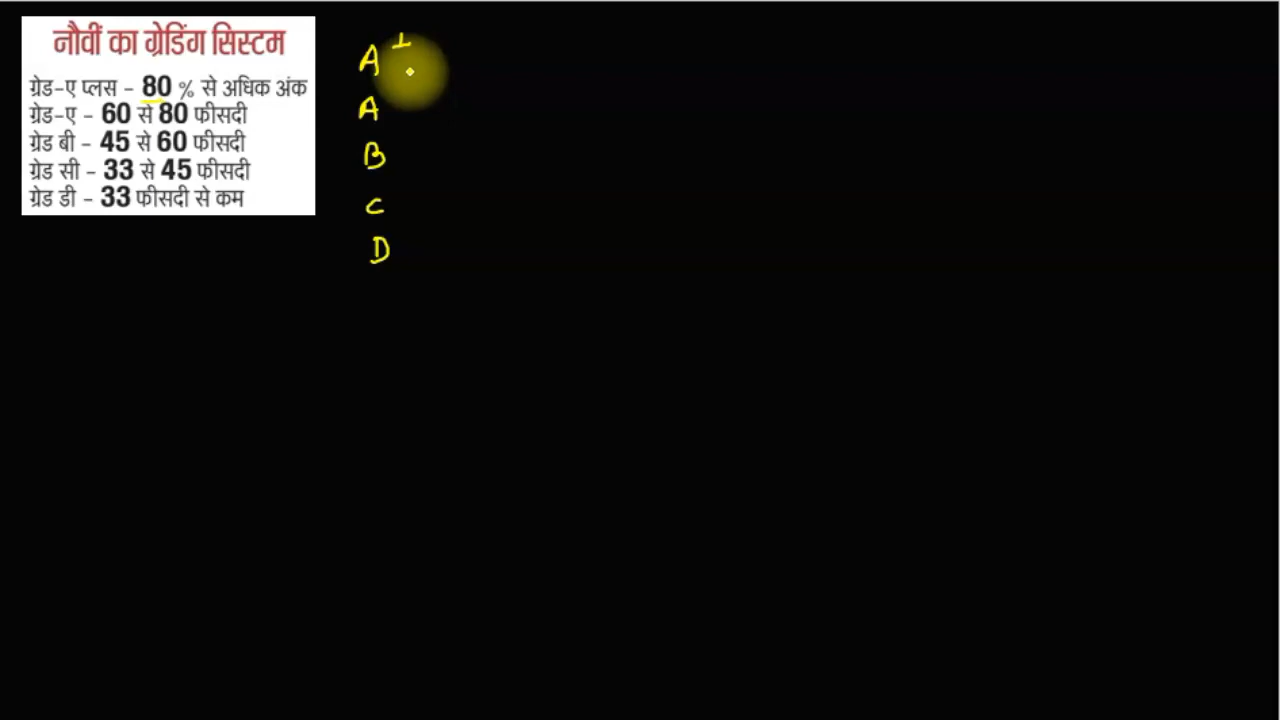 नौवीं का ग्रेडिंग सिस्टम
ग्रेड-ए प्लस - 80 % से अधिक अंक
ग्रेड-ए - 60 से 80 फीसदी
ग्रेड बी - 45 से 60 फीसदी
ग्रेड सी - 33 से 45 फीसदी
ग्रेड डी - 33 फीसदी से कम
A+
A
B
C
D